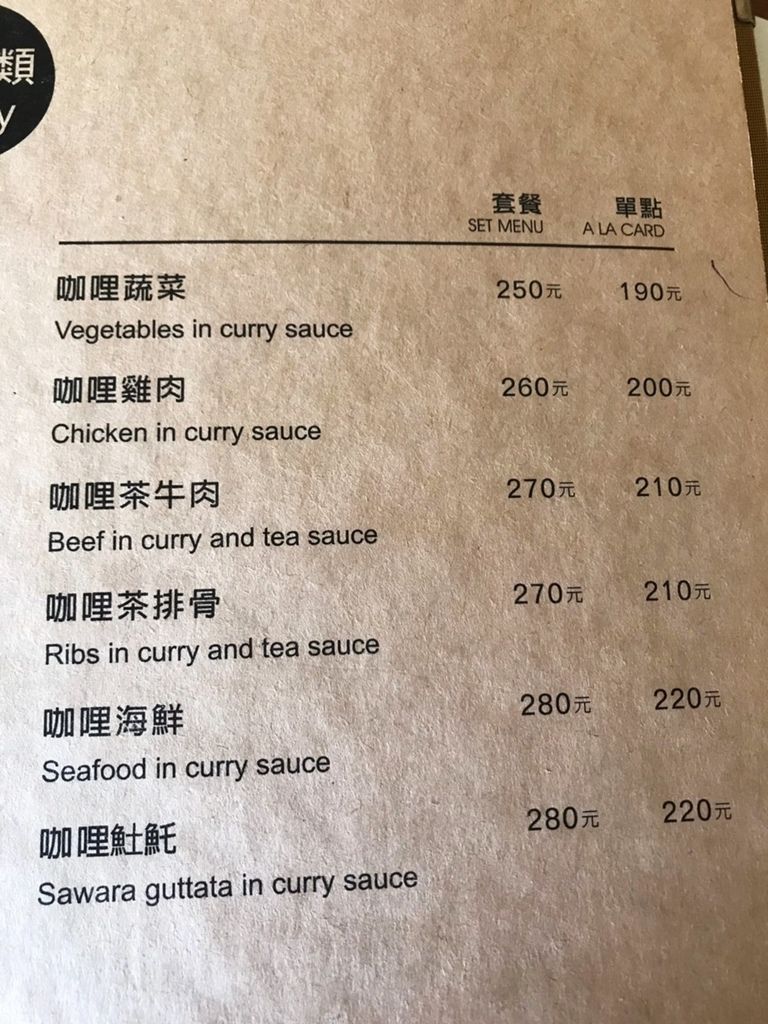 類
y
套餐 單點
SET MENU A LA CARD
咖哩蔬菜 250元 190元
Vegetables in curry sauce
咖哩雞肉 260元 200元
Chicken in curry sauce
咖哩茶牛肉 270元 210元
Beef in curry and tea sauce
咖哩茶排骨 270元 210元
Ribs in curry and tea sauce
咖哩海鮮 280元 220元
Seafood in curry sauce
咖哩魟魠 280元 220元
Sawara guttata in curry sauce